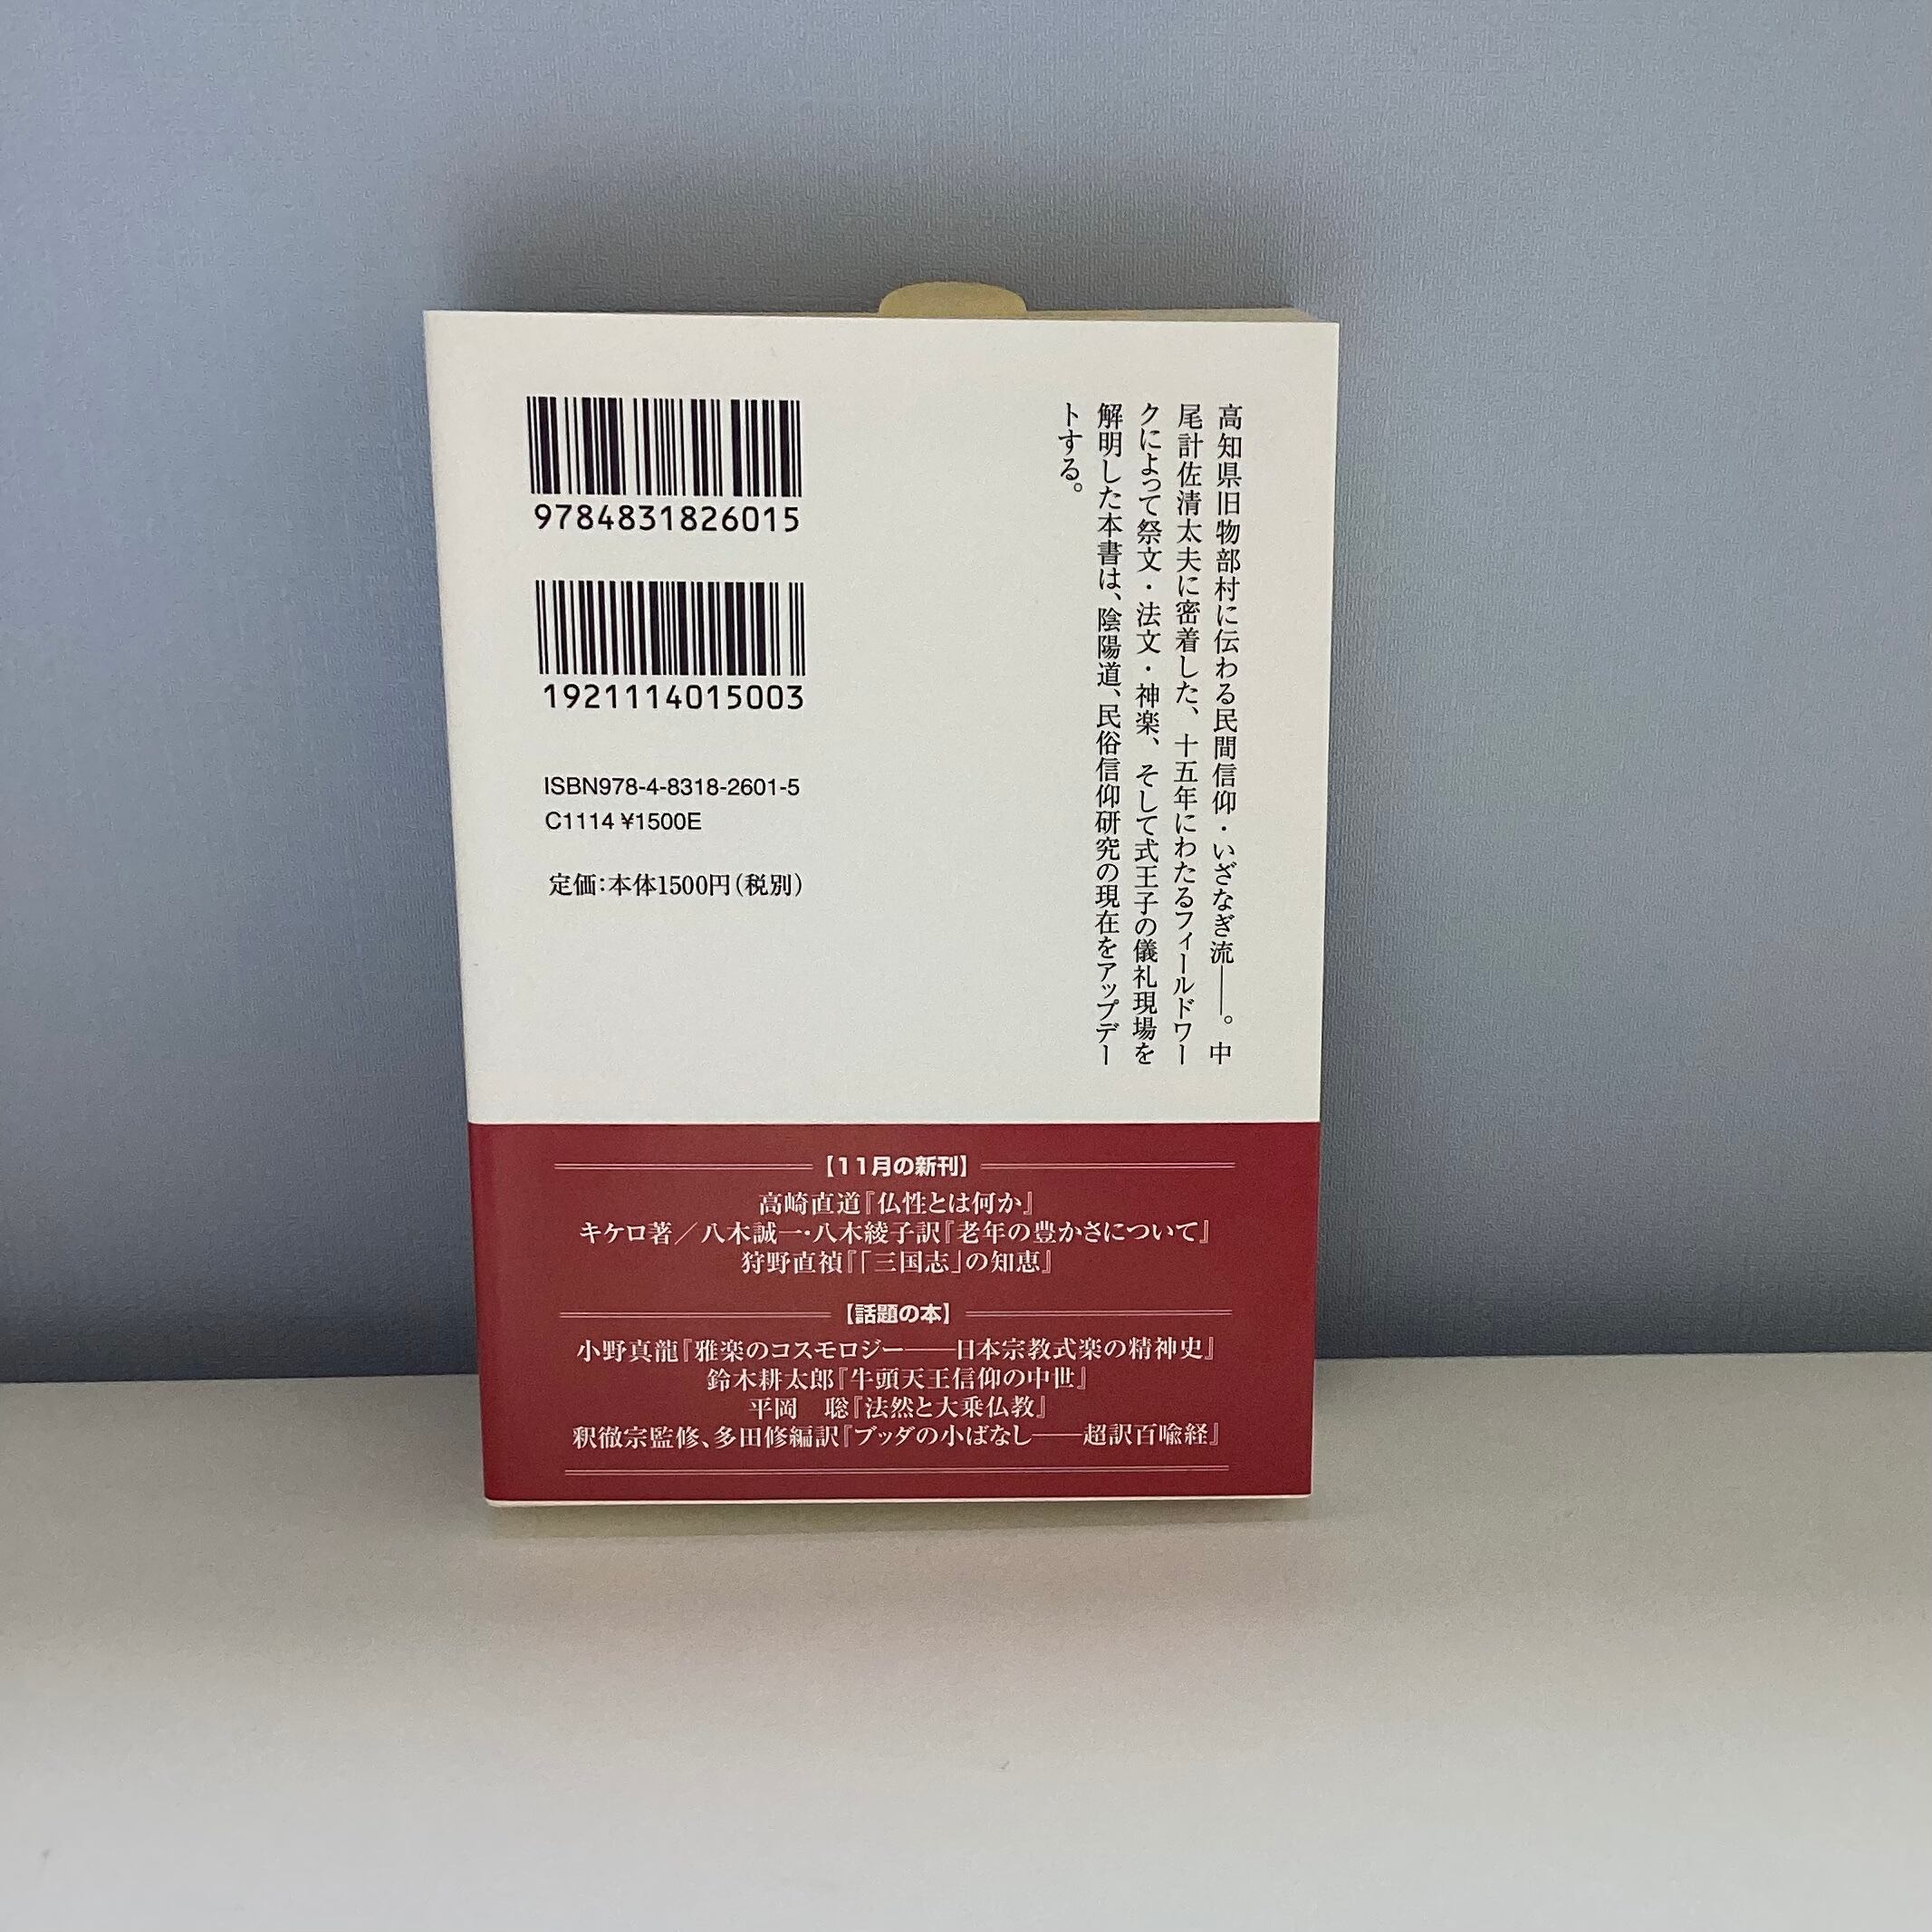 高知県旧物部村に伝わる民間信仰・いざなぎ流──。中
尾計佐清太夫に密着した、十五年にわたるフィールドワー
クによって祭文・法文・神楽、そして式王子の儀礼現場を
解明した本書は、陰陽道、民俗信仰研究の現在をアップデー
トする。
9784831826015
1921114015003
ISBN978-4-8318-2601-5
C1114 ¥1500E
定価：本体1500円（税別）
【11月の新刊】
高崎直道『仏性とは何か』
キケロ著／八木誠一・八木綾子訳『老年の豊かさについて』
狩野直禎『「三国志」の知恵』
【話題の本】
小野真龍『雅楽のコスモロジー──日本宗教式楽の精神史』
鈴木耕太郎『牛頭天王信仰の中世』
平岡　聡『法然と大乗仏教』
釈徹宗監修、多田修編訳『ブッダの小ばなし──超訳百喩経』